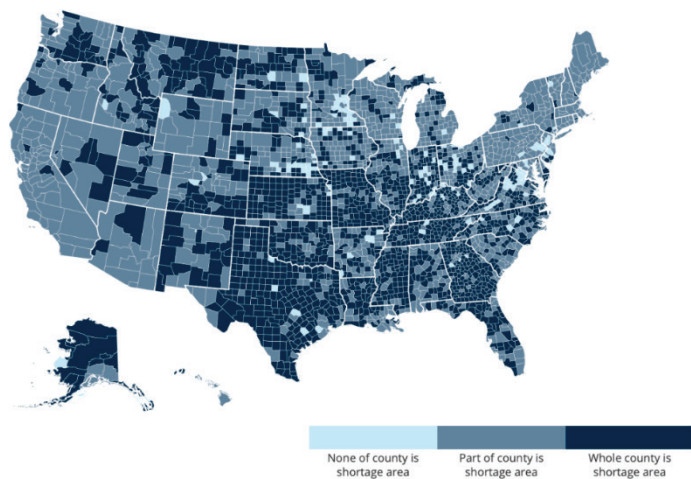 None of county is
shortage area
Part of county is
shortage area
Whole county is
shortage area